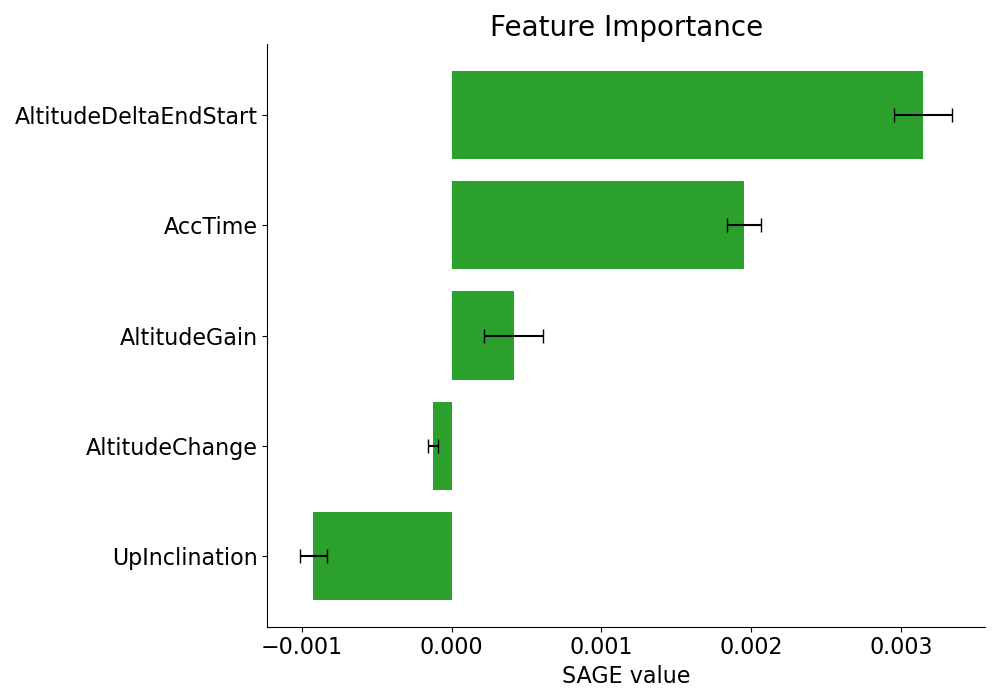 Feature Importance
AltitudeDeltaEndStart
AccTime
AltitudeGain
AltitudeChange
UpInclination
−0.001 0.000 0.001 0.002 0.003
SAGE value